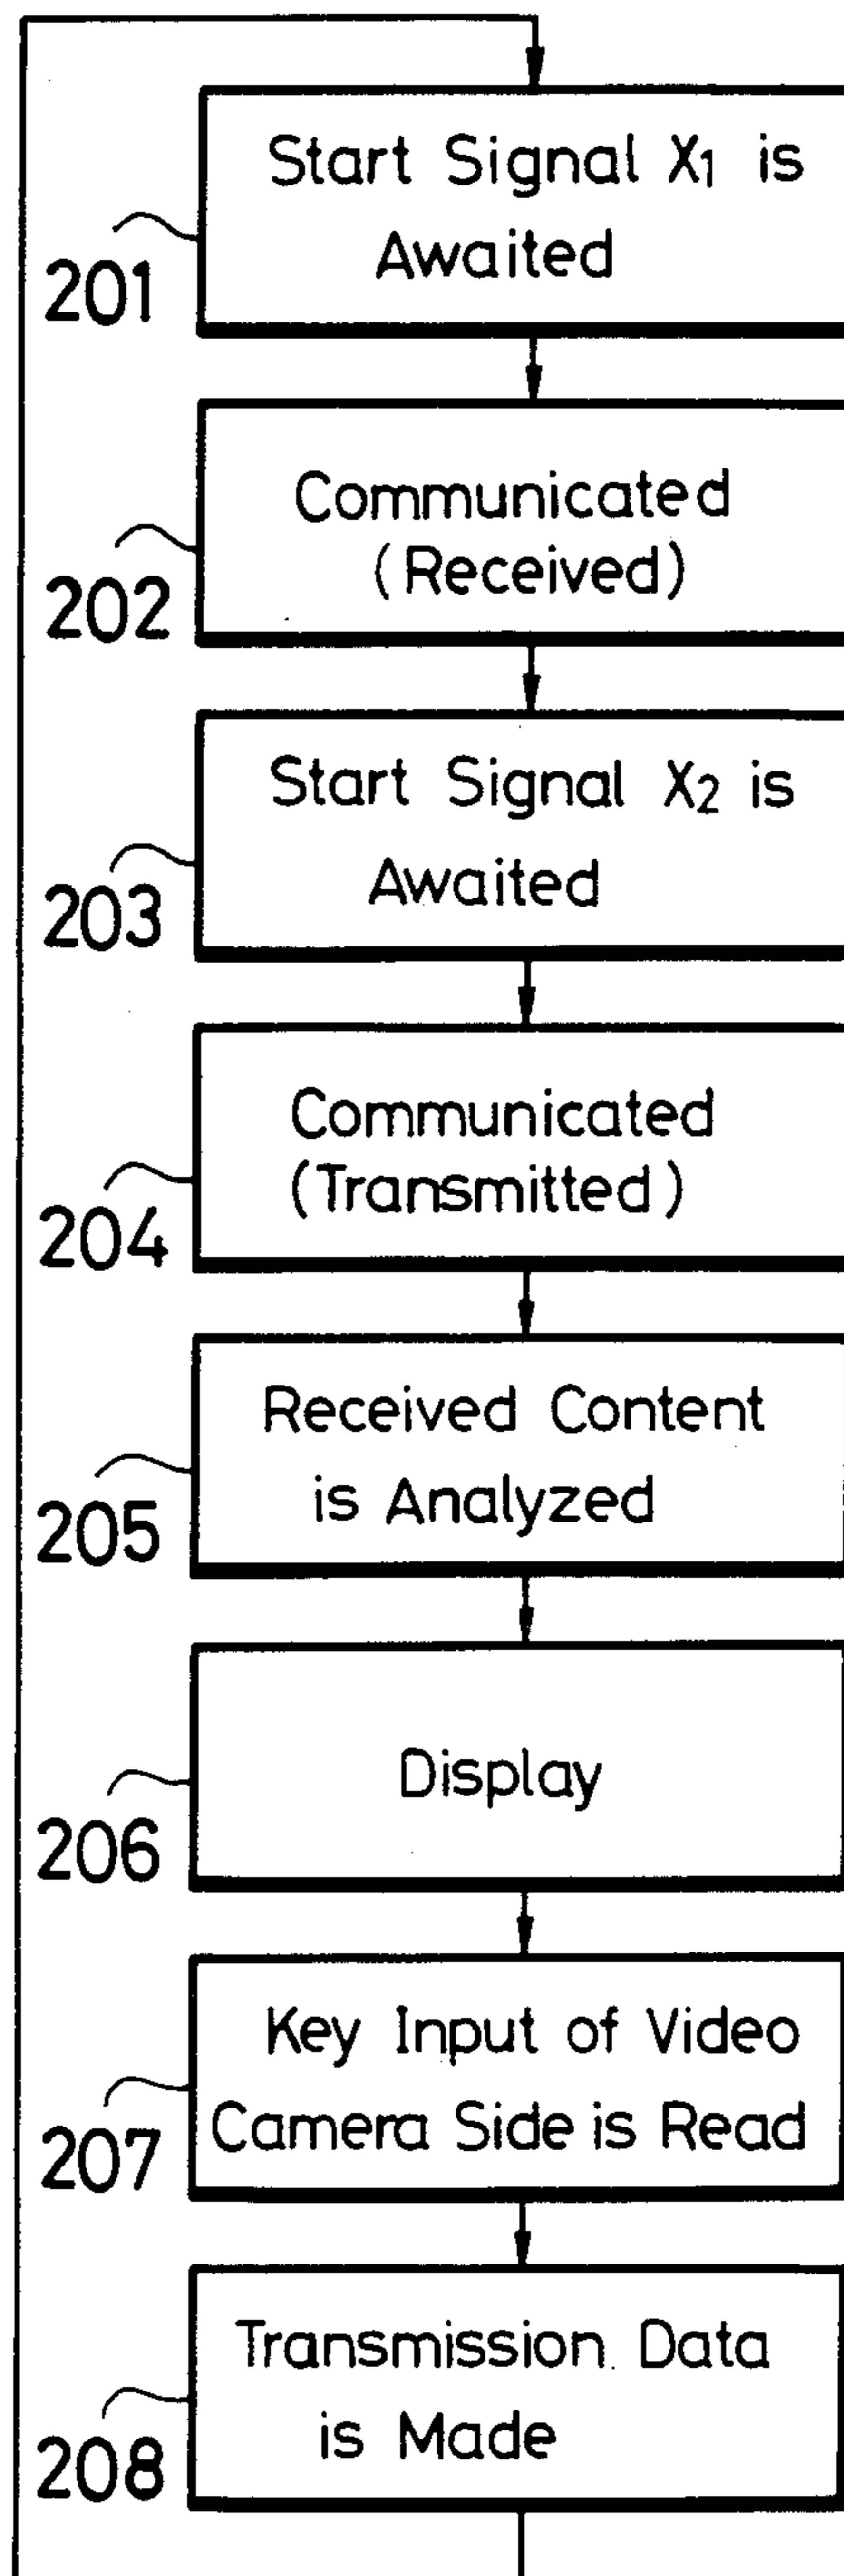 Start Signal X1 is
Awaited
201
Communicated
(Received)
202
Start Signal X2 is
Awaited
203
Communicated
(Transmitted)
204
Received Content
is Analyzed
205
Display
206
Key Input of Video
Camera Side is Read
207
Transmission Data
is Made
208